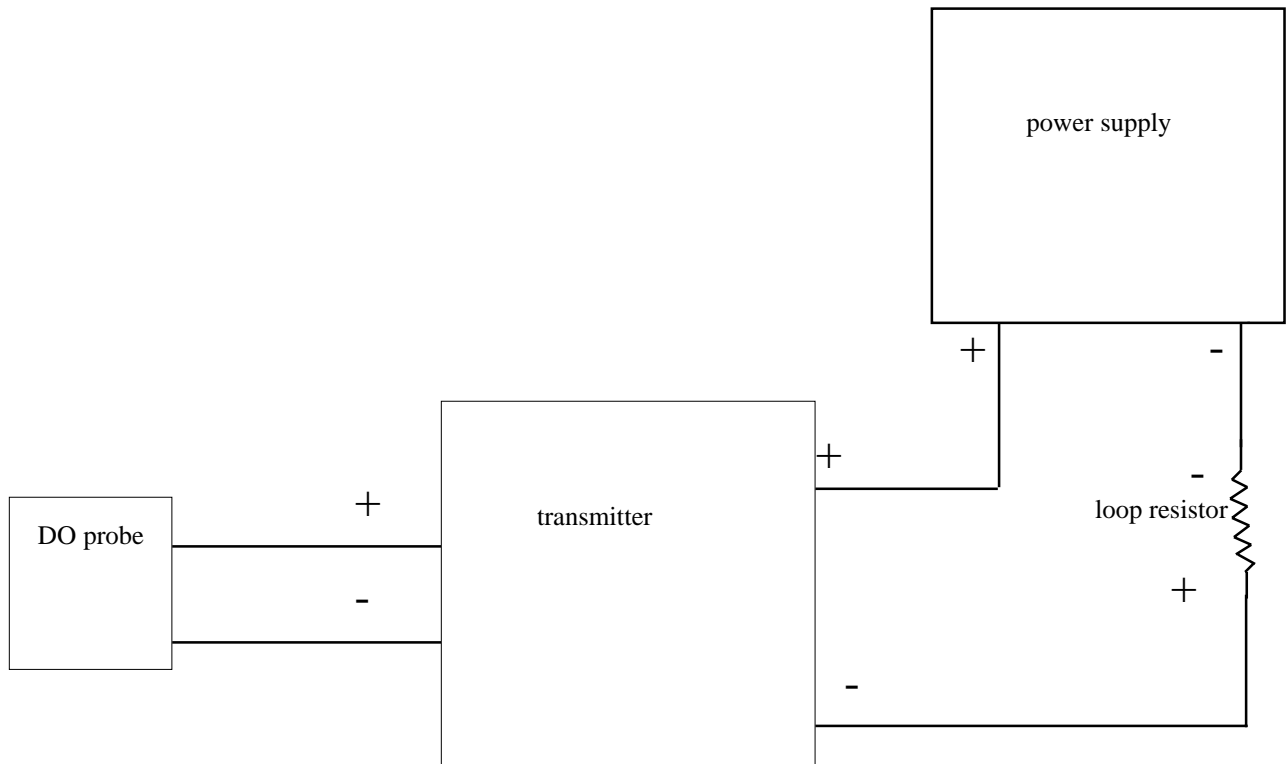 power supply
+
-
+
-
+
loop resistor
transmitter
DO probe
+
-
+
-